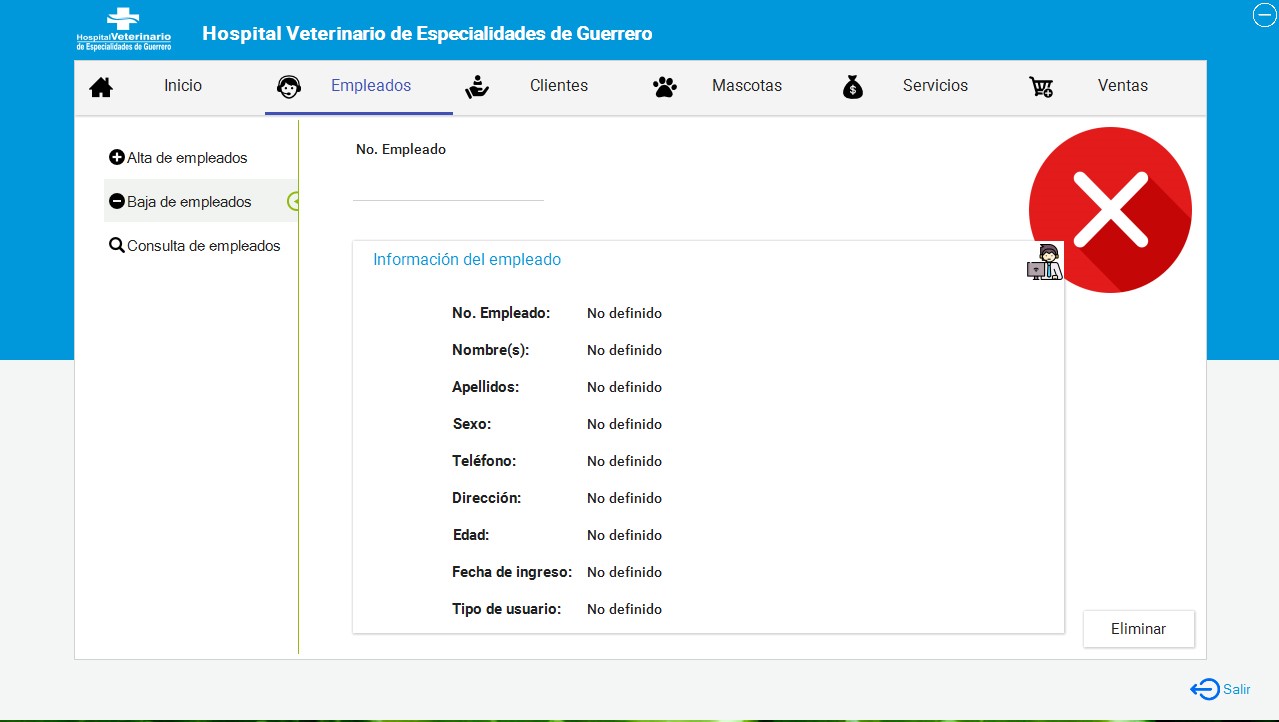 HospitalVeterinario
de Especialidades de Guerrero
Hospital Veterinario de Especialidades de Guerrero
Inicio
Empleados
Clientes
Mascotas
$
Servicios
Ventas
Alta de empleados
Baja de empleados
Consulta de empleados
No. Empleado
Información del empleado
No. Empleado: No definido
Nombre(s): No definido
Apellidos: No definido
Sexo: No definido
Teléfono: No definido
Dirección: No definido
Edad: No definido
Fecha de ingreso: No definido
Tipo de usuario: No definido
Eliminar
Salir